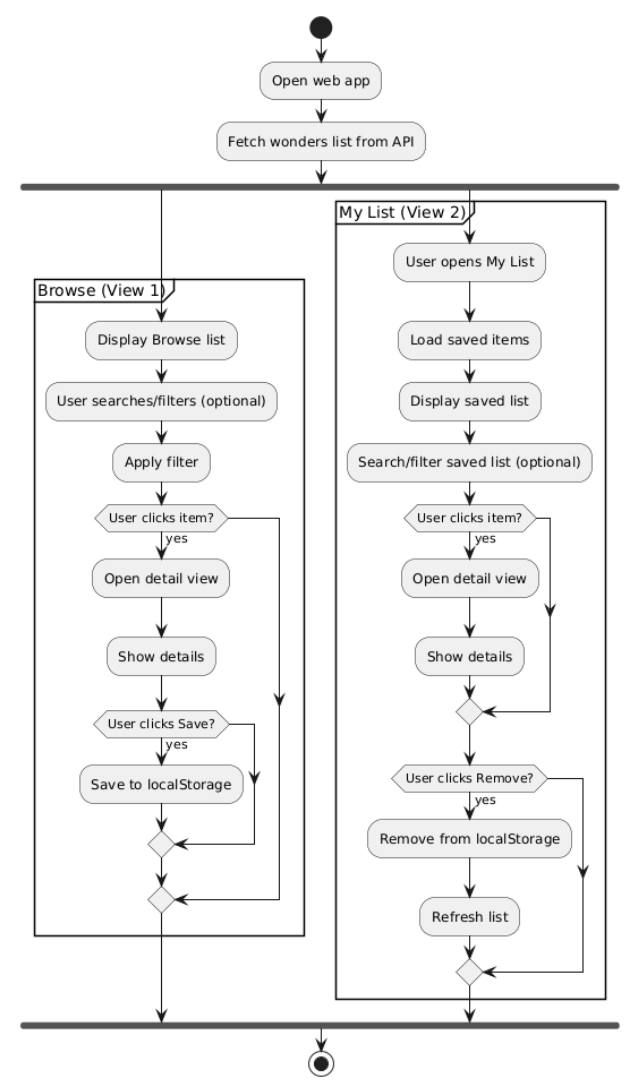 Open web app
Fetch wonders list from API
Browse (View 1)
Display Browse list
User searches/filters (optional)
Apply filter
User clicks item?
yes
Open detail view
Show details
User clicks Save?
yes
Save to localStorage
My List (View 2)
User opens My List
Load saved items
Display saved list
Search/filter saved list (optional)
User clicks item?
yes
Open detail view
Show details
User clicks Remove?
yes
Remove from localStorage
Refresh list